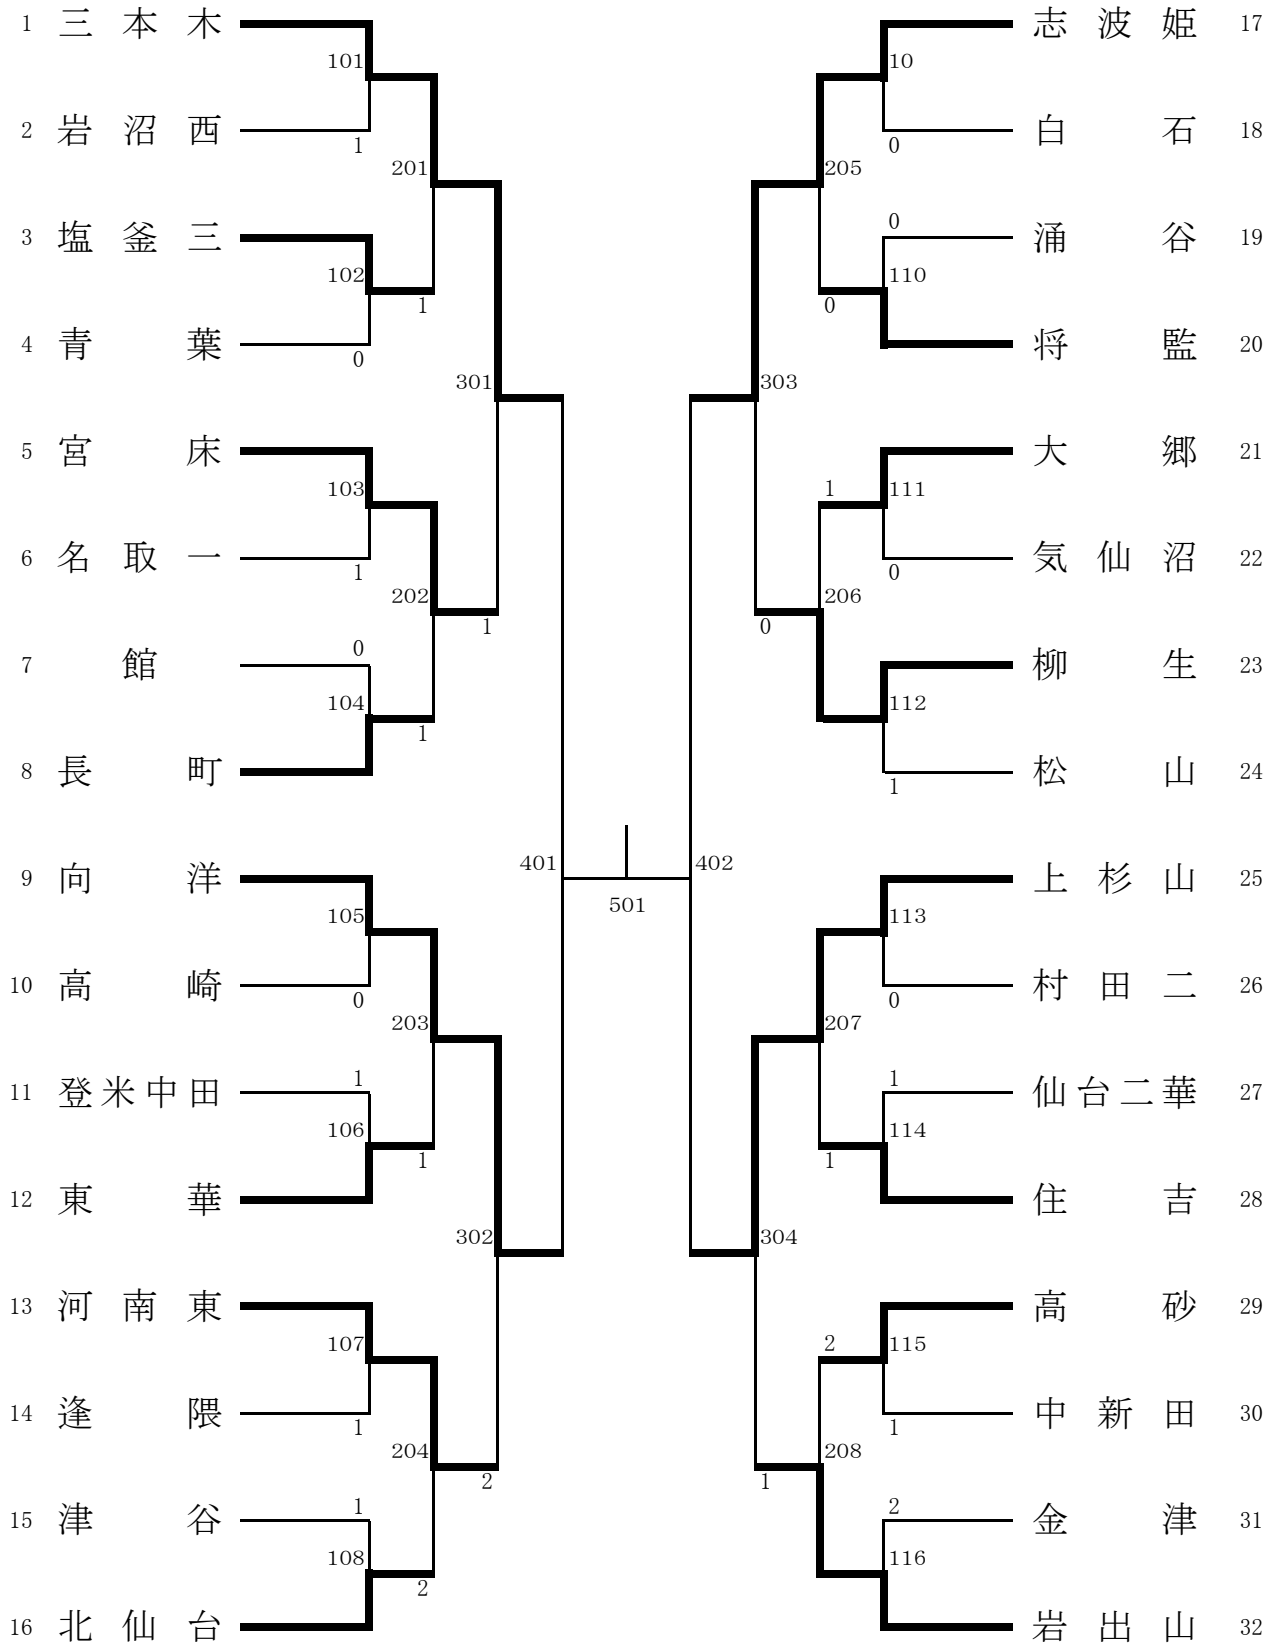 1 三本木
101
2 岩沼西
1
201
3 塩釜三
102
1
4 青葉
0
301
5 宮床
103
6 名取一
1
202
1
7 館
0
104
1
8 長町
9 向洋
105
10 高崎
0
203
11 登米中田
1
106
1
12 東華
302
13 河南東
107
14 逢隈
1
204
2
15 津谷
1
108
2
16 北仙台
401
501
402
志波姫 17
10
白石 18
0
205
涌谷 19
0
110
0
将監 20
303
大郷 21
1
111
気仙沼 22
0
206
0
柳生 23
112
松山 24
1
上杉山 25
113
村田二 26
0
207
仙台二華 27
1
114
1
住吉 28
304
高砂 29
2
115
中新田 30
1
208
1
金津 31
2
116
岩出山 32